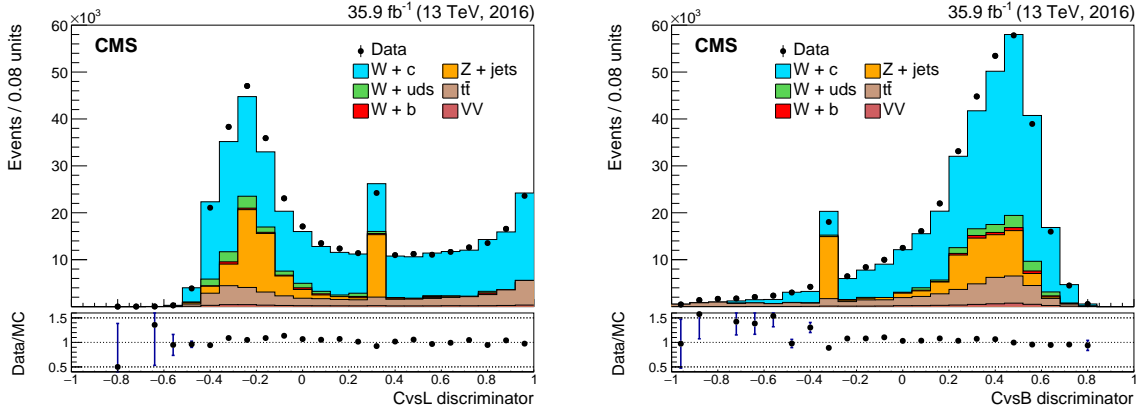 35.9 fb⁻¹ (13 TeV, 2016)
×10³
60
50
40
30
20
10
Events / 0.08 units
CMS
Data
W + c
Z + jets
W + uds
tt̄
W + b
VV
1.5
1.0
0.5
Data/MC
−1 −0.8 −0.6 −0.4 −0.2 0 0.2 0.4 0.6 0.8 1
CvsL discriminator
35.9 fb⁻¹ (13 TeV, 2016)
×10³
60
50
40
30
20
10
Events / 0.08 units
CMS
Data
W + c
Z + jets
W + uds
tt̄
W + b
VV
1.5
1.0
0.5
Data/MC
−1 −0.8 −0.6 −0.4 −0.2 0 0.2 0.4 0.6 0.8 1
CvsB discriminator